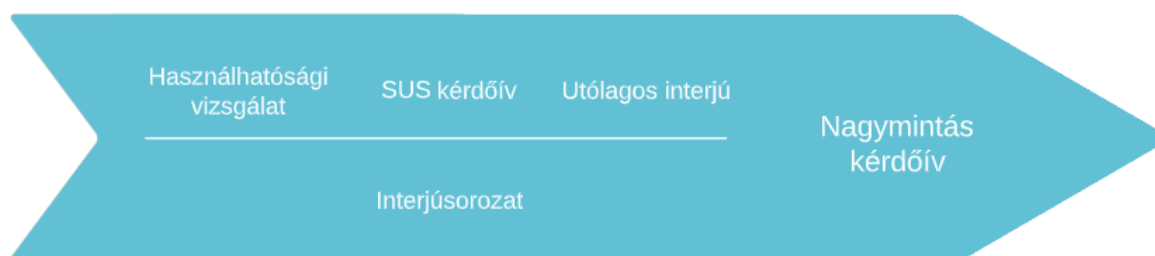 Használhatósági
vizsgálat
SUS kérdőív
Utólagos interjú
Interjúsorozat
Nagymintás
kérdőív